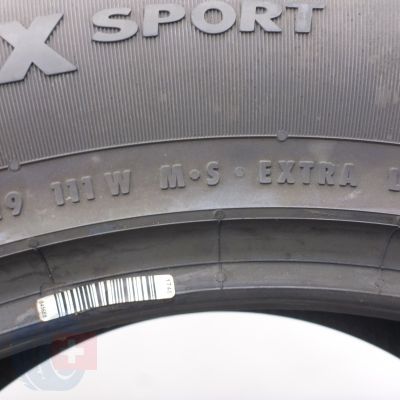 X SPORT
19 111 W M·S · EXTRA L